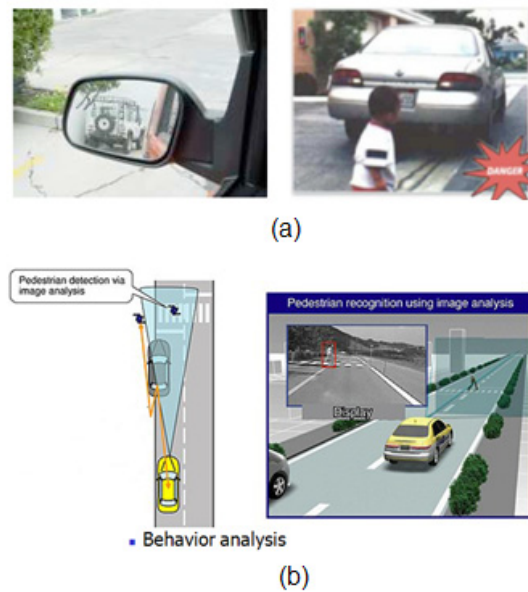 DANGER
(a)
Pedestrian detection via
image analysis
Pedestrian recognition using image analysis
Display
▪ Behavior analysis
(b)